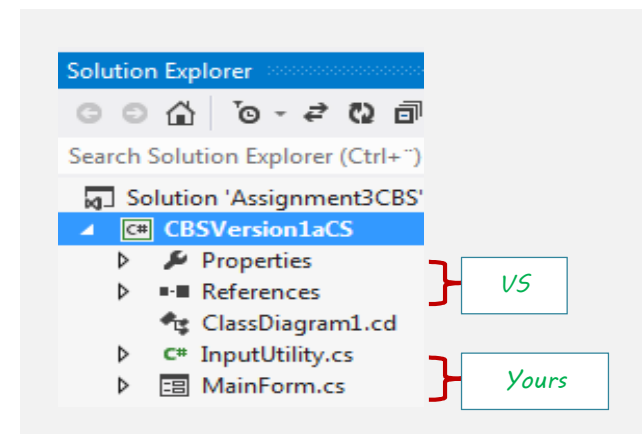 Solution Explorer
Search Solution Explorer (Ctrl+¨)
Solution 'Assignment3CBS'
C# CBSVersion1aCS
Properties
References
VS
ClassDiagram1.cd
C# InputUtility.cs
MainForm.cs
Yours